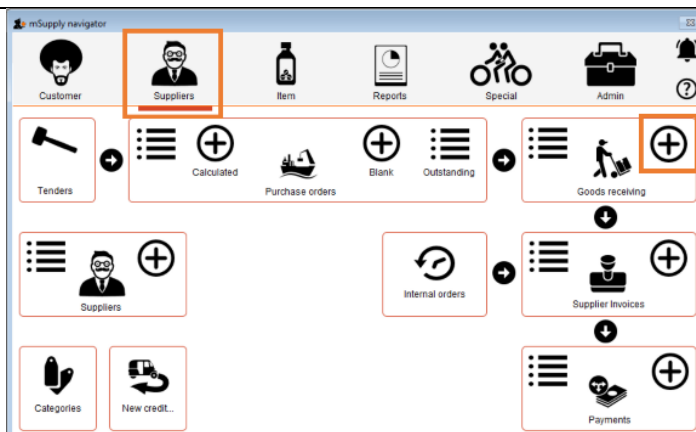 mSupply navigator
Customer
Suppliers
Item
Reports
Special
Admin
Tenders
Calculated
Blank
Outstanding
Purchase orders
Goods receiving
Suppliers
Internal orders
Supplier Invoices
Categories
New credit...
Payments